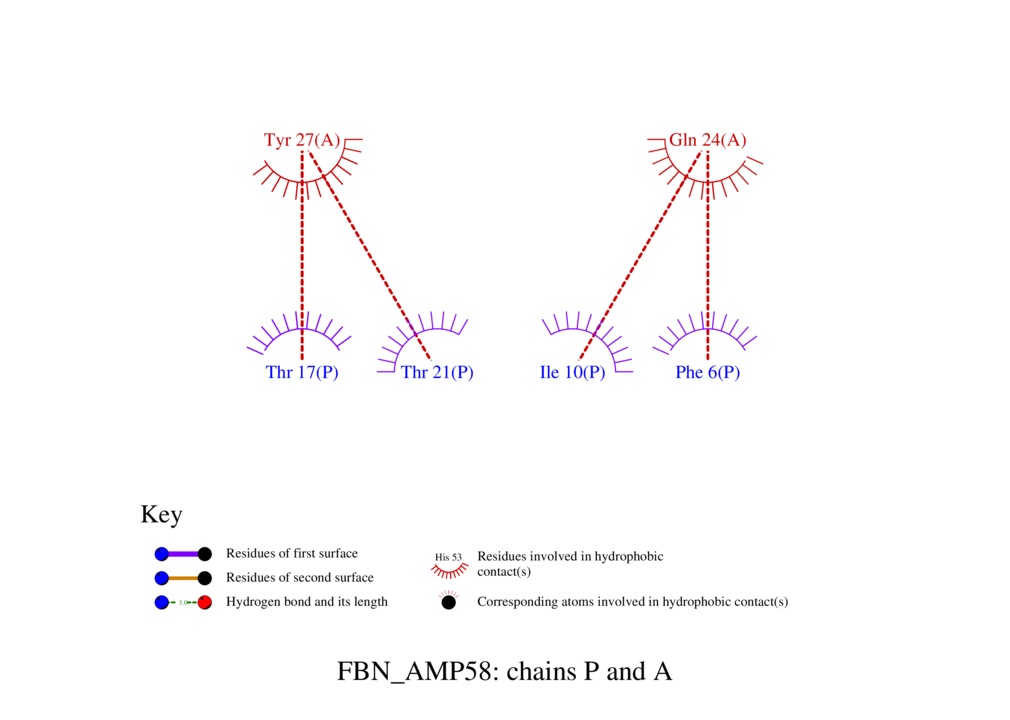 Tyr 27(A)
Gln 24(A)
Thr 17(P)
Thr 21(P)
Ile 10(P)
Phe 6(P)
Key
Residues of first surface
Residues of second surface
3.0
Hydrogen bond and its length
His 53
Residues involved in hydrophobic
contact(s)
Corresponding atoms involved in hydrophobic contact(s)
FBN_AMP58: chains P and A